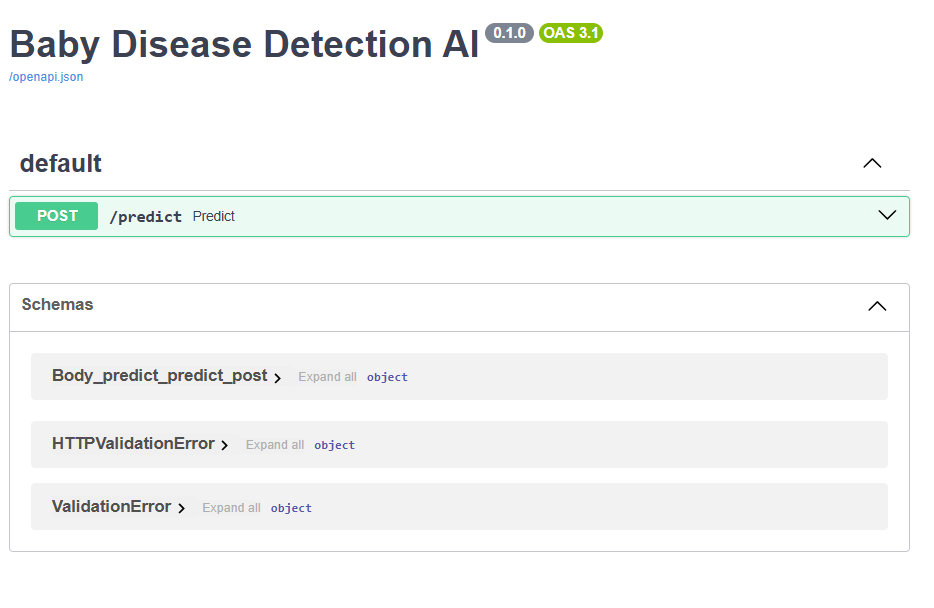 Baby Disease Detection AI 0.1.0 OAS 3.1
/openapi.json
default
POST /predict Predict
Schemas
Body_predict_predict_post Expand all object
HTTPValidationError Expand all object
ValidationError Expand all object